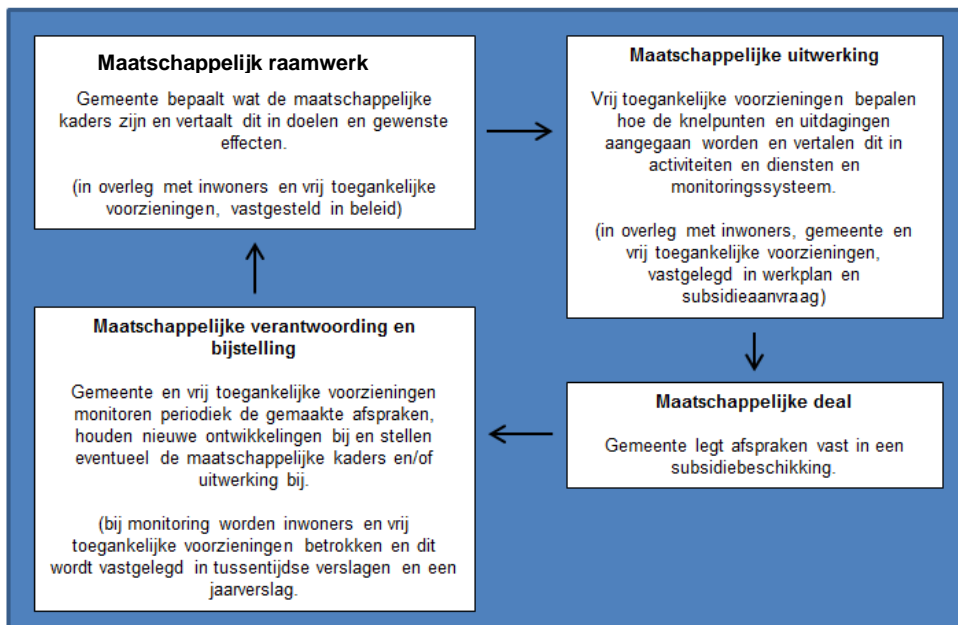 Maatschappelijk raamwerk
Gemeente bepaalt wat de maatschappelijke
kaders zijn en vertaalt dit in doelen en gewenste
effecten.
(in overleg met inwoners en vrij toegankelijke
voorzieningen, vastgesteld in beleid)
Maatschappelijke uitwerking
Vrij toegankelijke voorzieningen bepalen
hoe de knelpunten en uitdagingen
aangegaan worden en vertalen dit in
activiteiten en diensten en
monitoringssysteem.
(in overleg met inwoners, gemeente en
vrij toegankelijke voorzieningen,
vastgelegd in werkplan en
subsidieaanvraag)
Maatschappelijke deal
Gemeente legt afspraken vast in een
subsidiebeschikking.
Maatschappelijke verantwoording en
bijstelling
Gemeente en vrij toegankelijke voorzieningen
monitoren periodiek de gemaakte afspraken,
houden nieuwe ontwikkelingen bij en stellen
eventueel de maatschappelijke kaders en/of
uitwerking bij.
(bij monitoring worden inwoners en vrij
toegankelijke voorzieningen betrokken en dit
wordt vastgelegd in tussentijdse verslagen en een
jaarverslag.